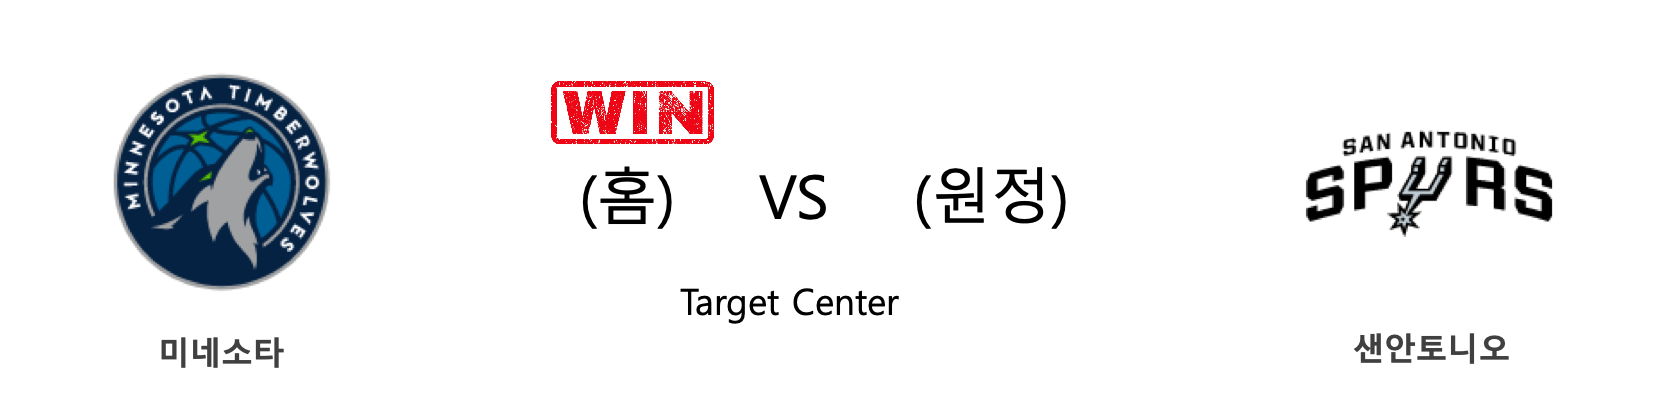 MINNESOTA TIMBERWOLVES
WIN
(홈) VS (원정)
Target Center
미네소타
SAN ANTONIO
SPURS
샌안토니오